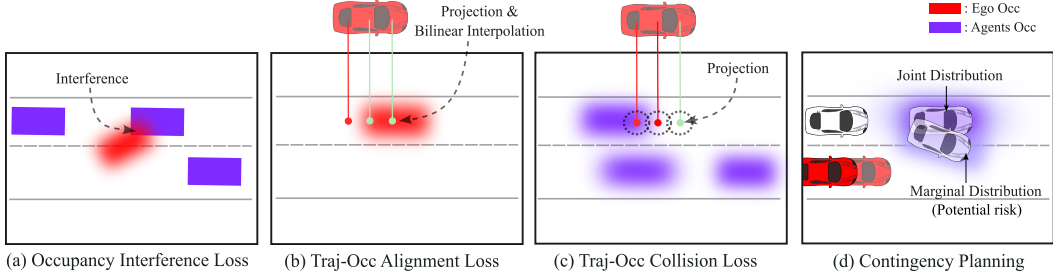 : Ego Occ
: Agents Occ
Interference
Projection &
Bilinear Interpolation
Projection
Joint Distribution
Marginal Distribution
(Potential risk)
(a) Occupancy Interference Loss
(b) Traj-Occ Alignment Loss
(c) Traj-Occ Collision Loss
(d) Contingency Planning